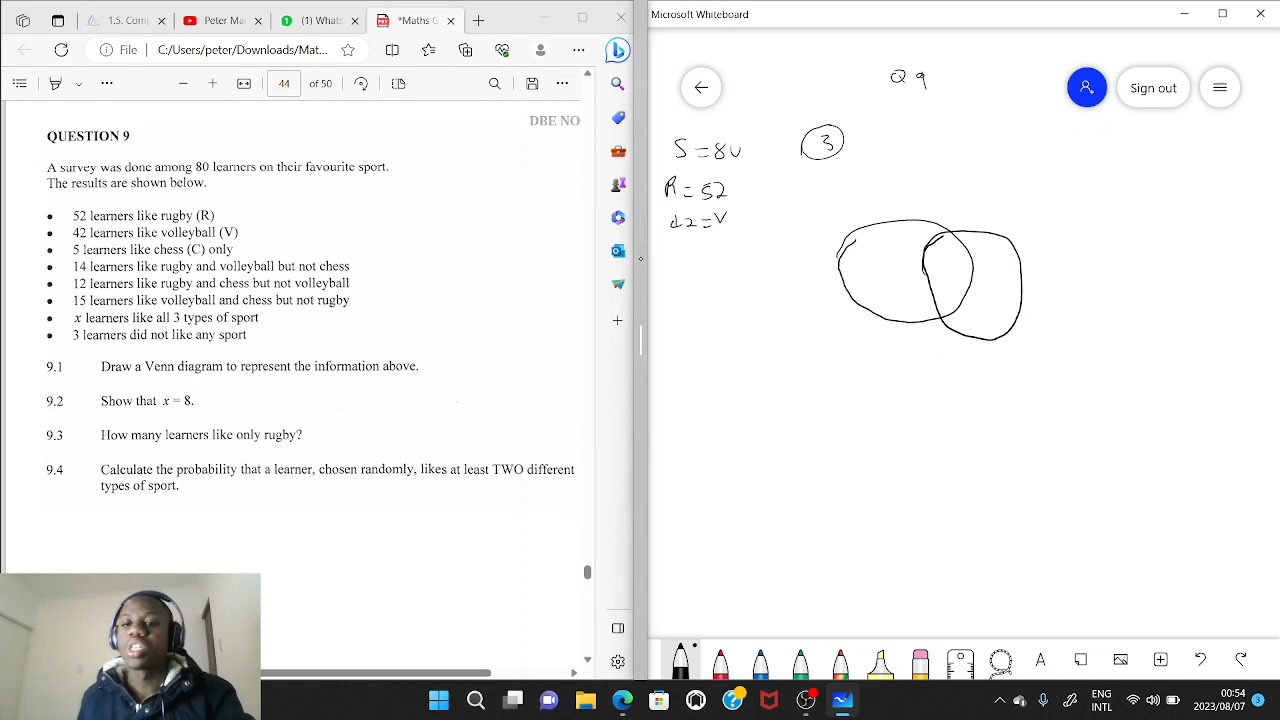 1.5. Comp
Peter Mar
(1) Whats
*Maths G
Microsoft Whiteboard
File
C:/Users/peter/Downloads/Mat...
44
of 50
Sign out
DBE NO
QUESTION 9
A survey was done among 80 learners on their favourite sport.
The results are shown below.
• 52 learners like rugby (R)
• 42 learners like volleyball (V)
• 5 learners like chess (C) only
• 14 learners like rugby and volleyball but not chess
• 12 learners like rugby and chess but not volleyball
• 15 learners like volleyball and chess but not rugby
• x learners like all 3 types of sport
• 3 learners did not like any sport
9.1 Draw a Venn diagram to represent the information above.
9.2 Show that x = 8.
9.3 How many learners like only rugby?
9.4 Calculate the probability that a learner, chosen randomly, likes at least TWO different
types of sport.
Q 9
S = 80
3
R = 52
42 = V
ENG
INTL
00:54
2023/08/07